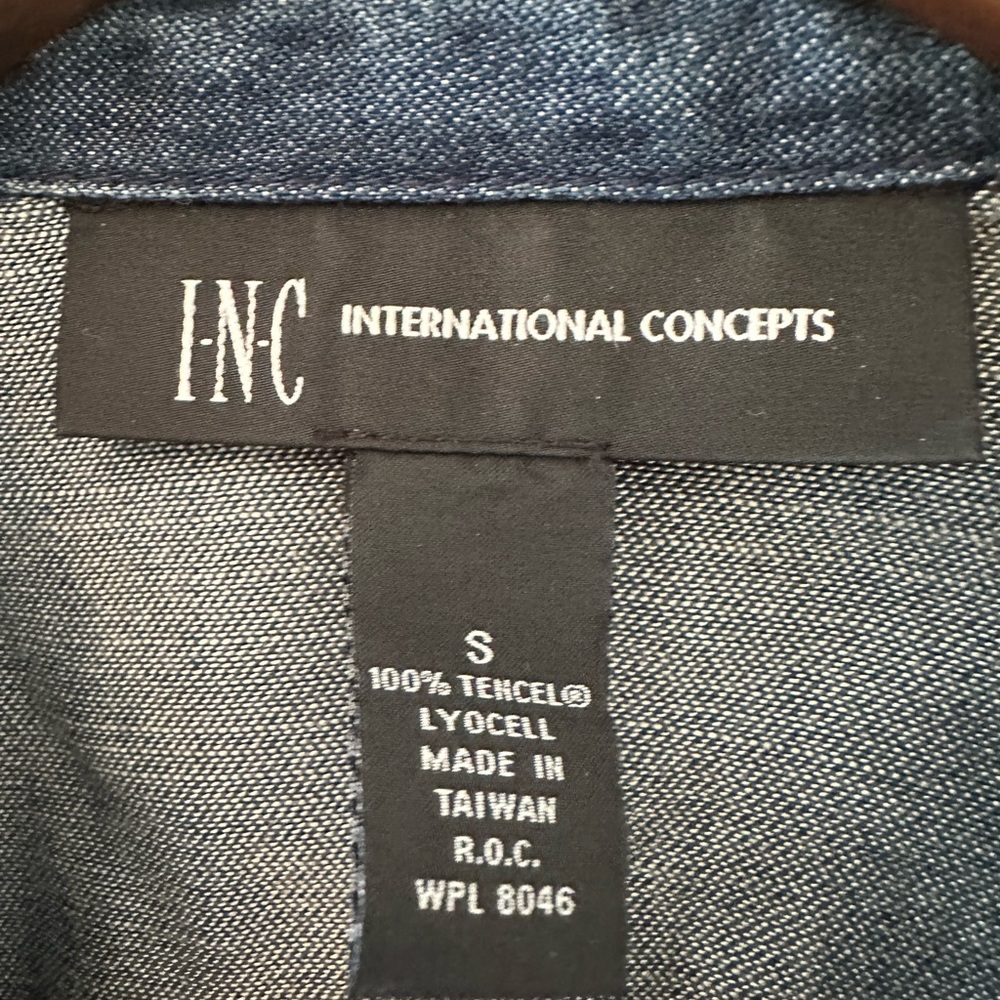 I-N-C INTERNATIONAL CONCEPTS
S
100% TENCEL®
LYOCELL
MADE IN
TAIWAN
R.O.C.
WPL 8046